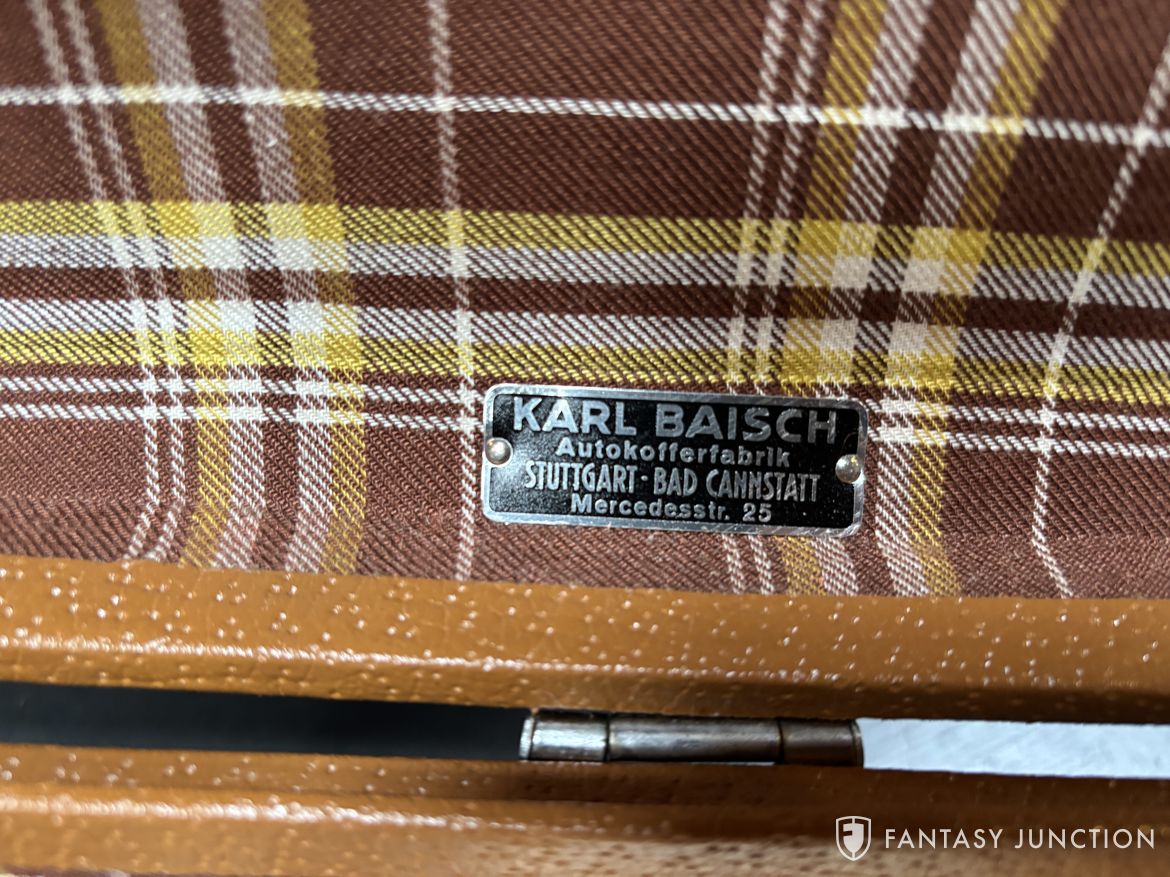 KARL BAISCH
Autokofferfabrik
STUTTGART - BAD CANNSTATT
Mercedesstr. 25
FANTASY JUNCTION